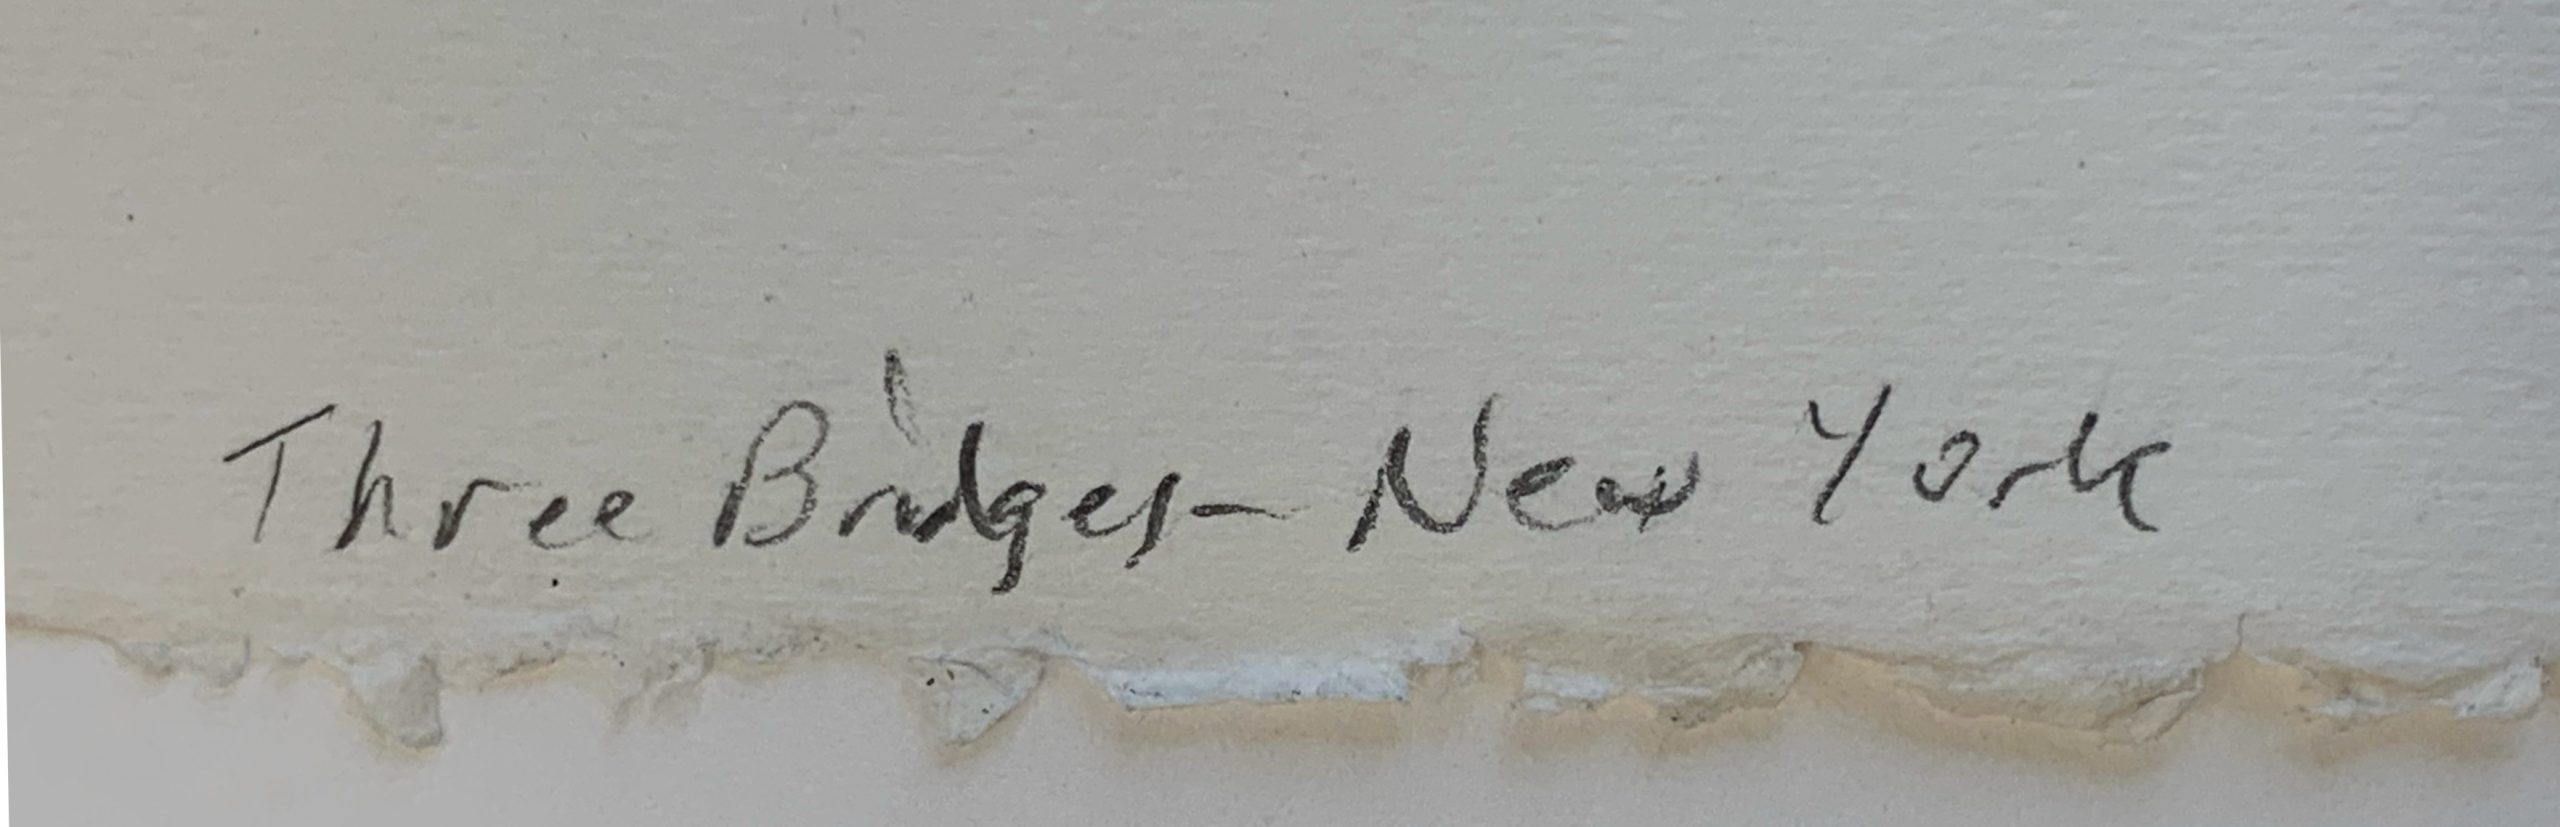 Three Bridges- New York